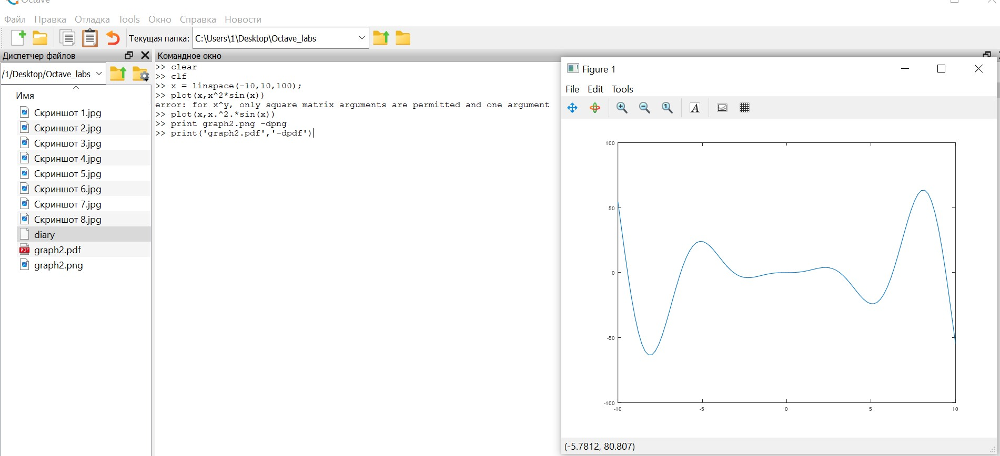 Octave
Файл Правка Отладка Tools Окно Справка Новости
Текущая папка: C:\Users\1\Desktop\Octave_labs
Диспетчер файлов
/1/Desktop/Octave_labs
Имя
Скриншот 1.jpg
Скриншот 2.jpg
Скриншот 3.jpg
Скриншот 4.jpg
Скриншот 5.jpg
Скриншот 6.jpg
Скриншот 7.jpg
Скриншот 8.jpg
diary
PDF graph2.pdf
graph2.png
Командное окно
>> clear
>> clf
>> x = linspace(-10,10,100);
>> plot(x,x^2*sin(x))
error: for x^y, only square matrix arguments are permitted and one argument
>> plot(x,x.^2.*sin(x))
>> print graph2.png -dpng
>> print('graph2.pdf','-dpdf')
Figure 1
File Edit Tools
A
100
50
0
-50
-100
-10 -5 0 5 10
(-5.7812, 80.807)